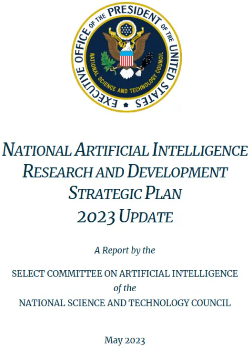 EXECUTIVE OFFICE OF THE PRESIDENT OF THE UNITED STATES
NATIONAL SCIENCE AND TECHNOLOGY COUNCIL
NATIONAL ARTIFICIAL INTELLIGENCE
RESEARCH AND DEVELOPMENT
STRATEGIC PLAN
2023 UPDATE
A Report by the
SELECT COMMITTEE ON ARTIFICIAL INTELLIGENCE
of the
NATIONAL SCIENCE AND TECHNOLOGY COUNCIL
May 2023